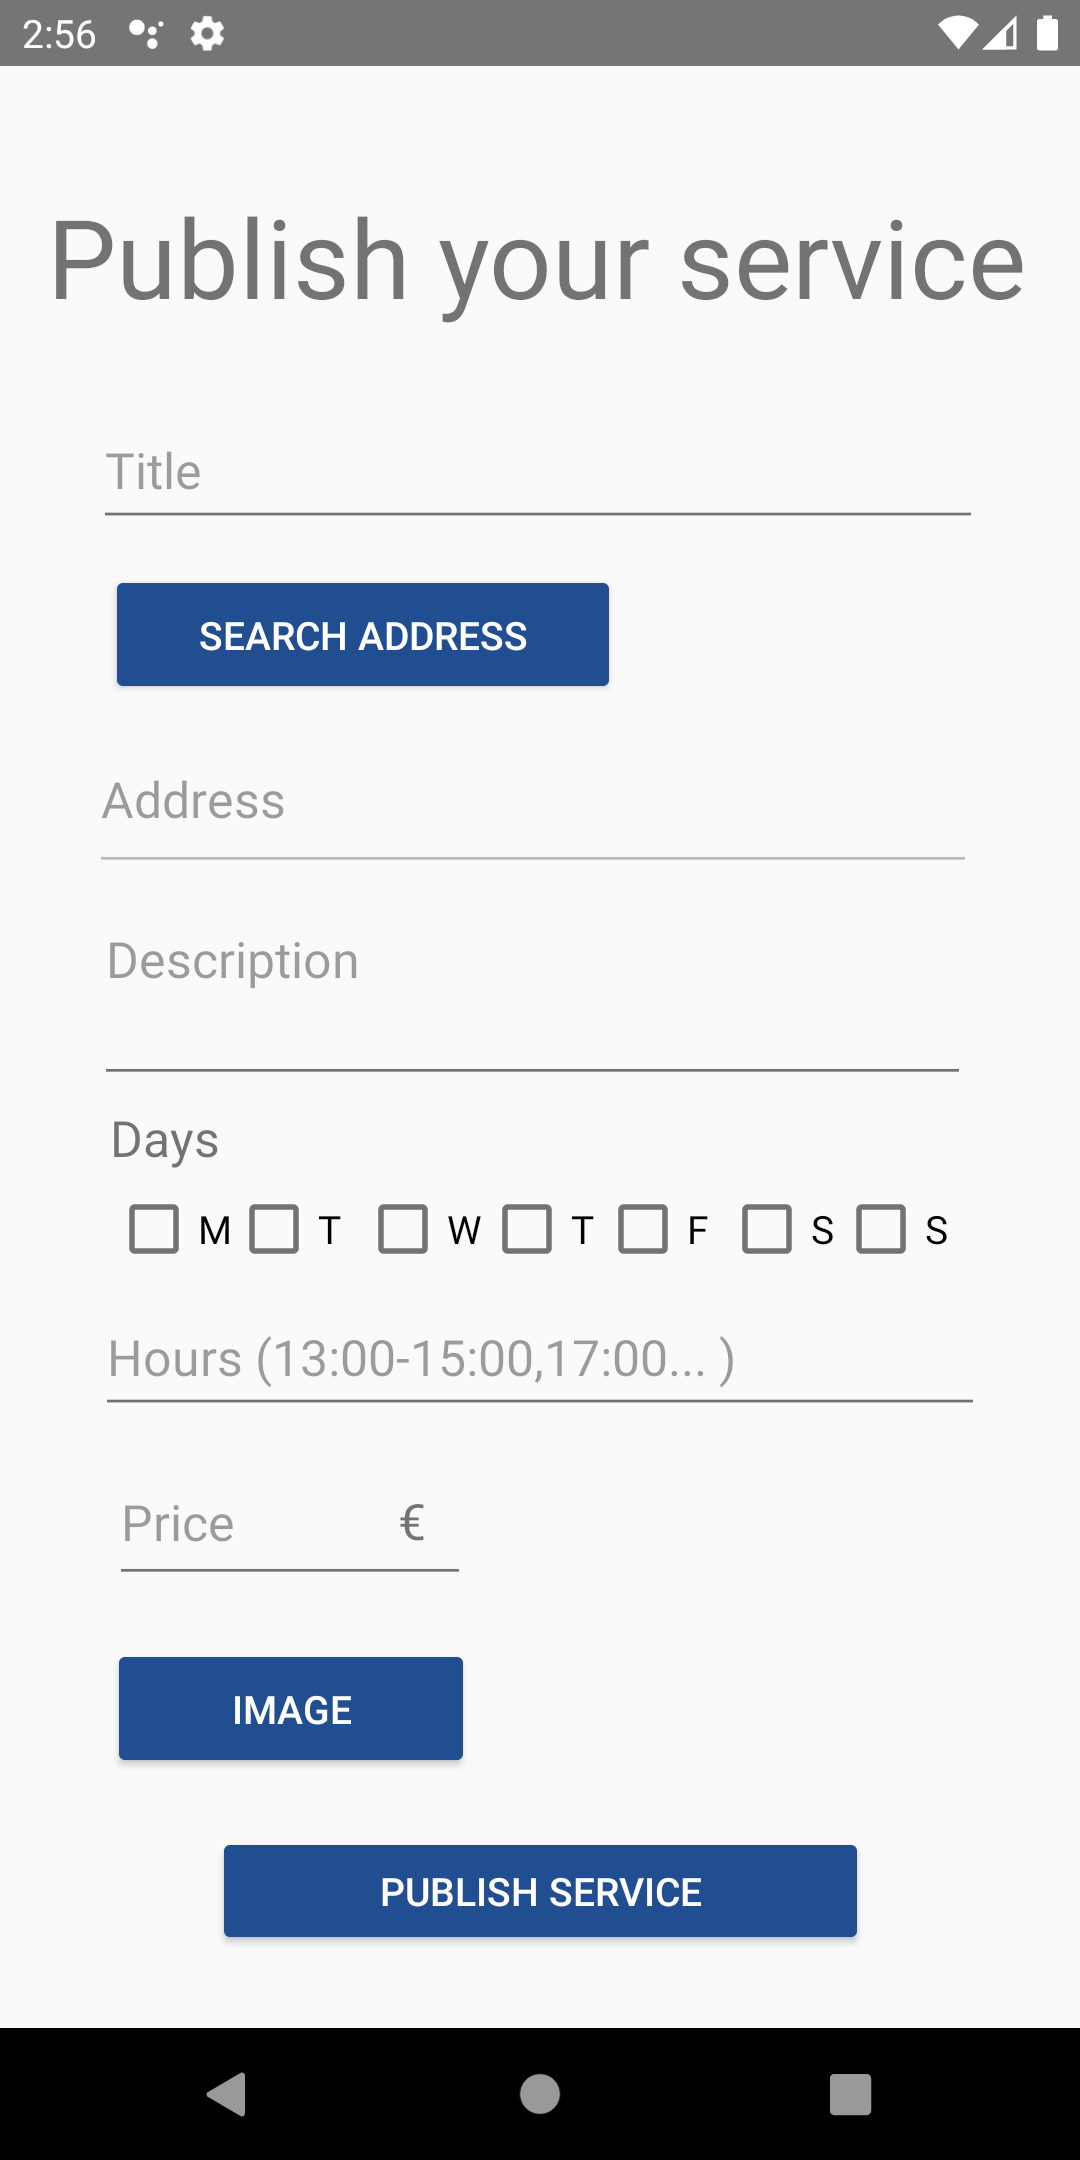 2:56
Publish your service
Title
SEARCH ADDRESS
Address
Description
Days
M T W T F S S
Hours (13:00-15:00,17:00... )
Price €
IMAGE
PUBLISH SERVICE